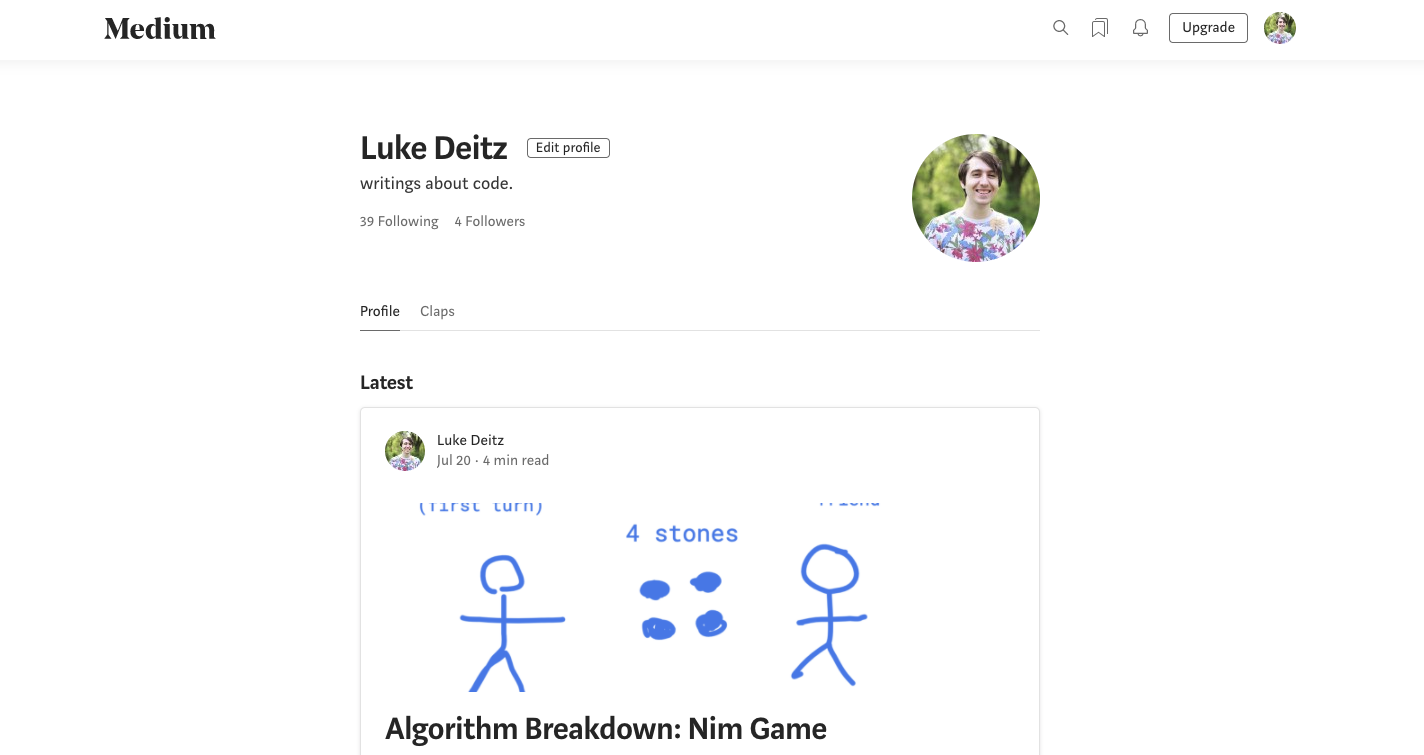 Medium
Upgrade
Luke Deitz
Edit profile
writings about code.
39 Following 4 Followers
Profile Claps
Latest
Luke Deitz
Jul 20 · 4 min read
(first turn)
friend
4 stones
Algorithm Breakdown: Nim Game